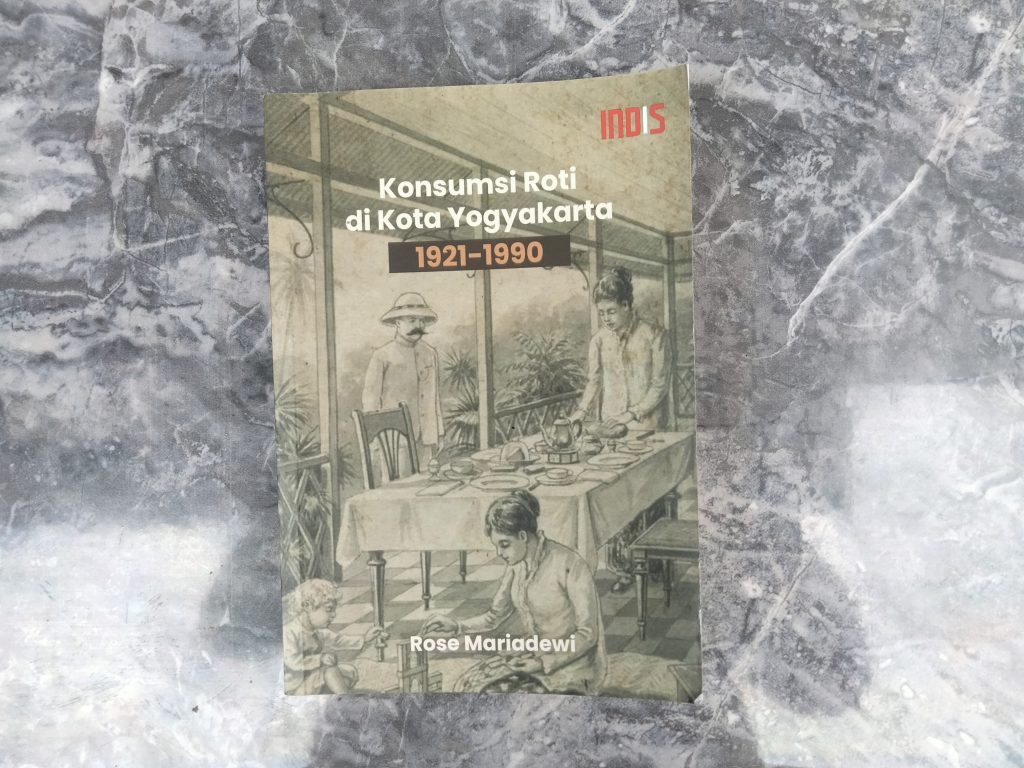 INDIS
Konsumsi Roti
di Kota Yogyakarta
1921-1990
Rose Mariadewi